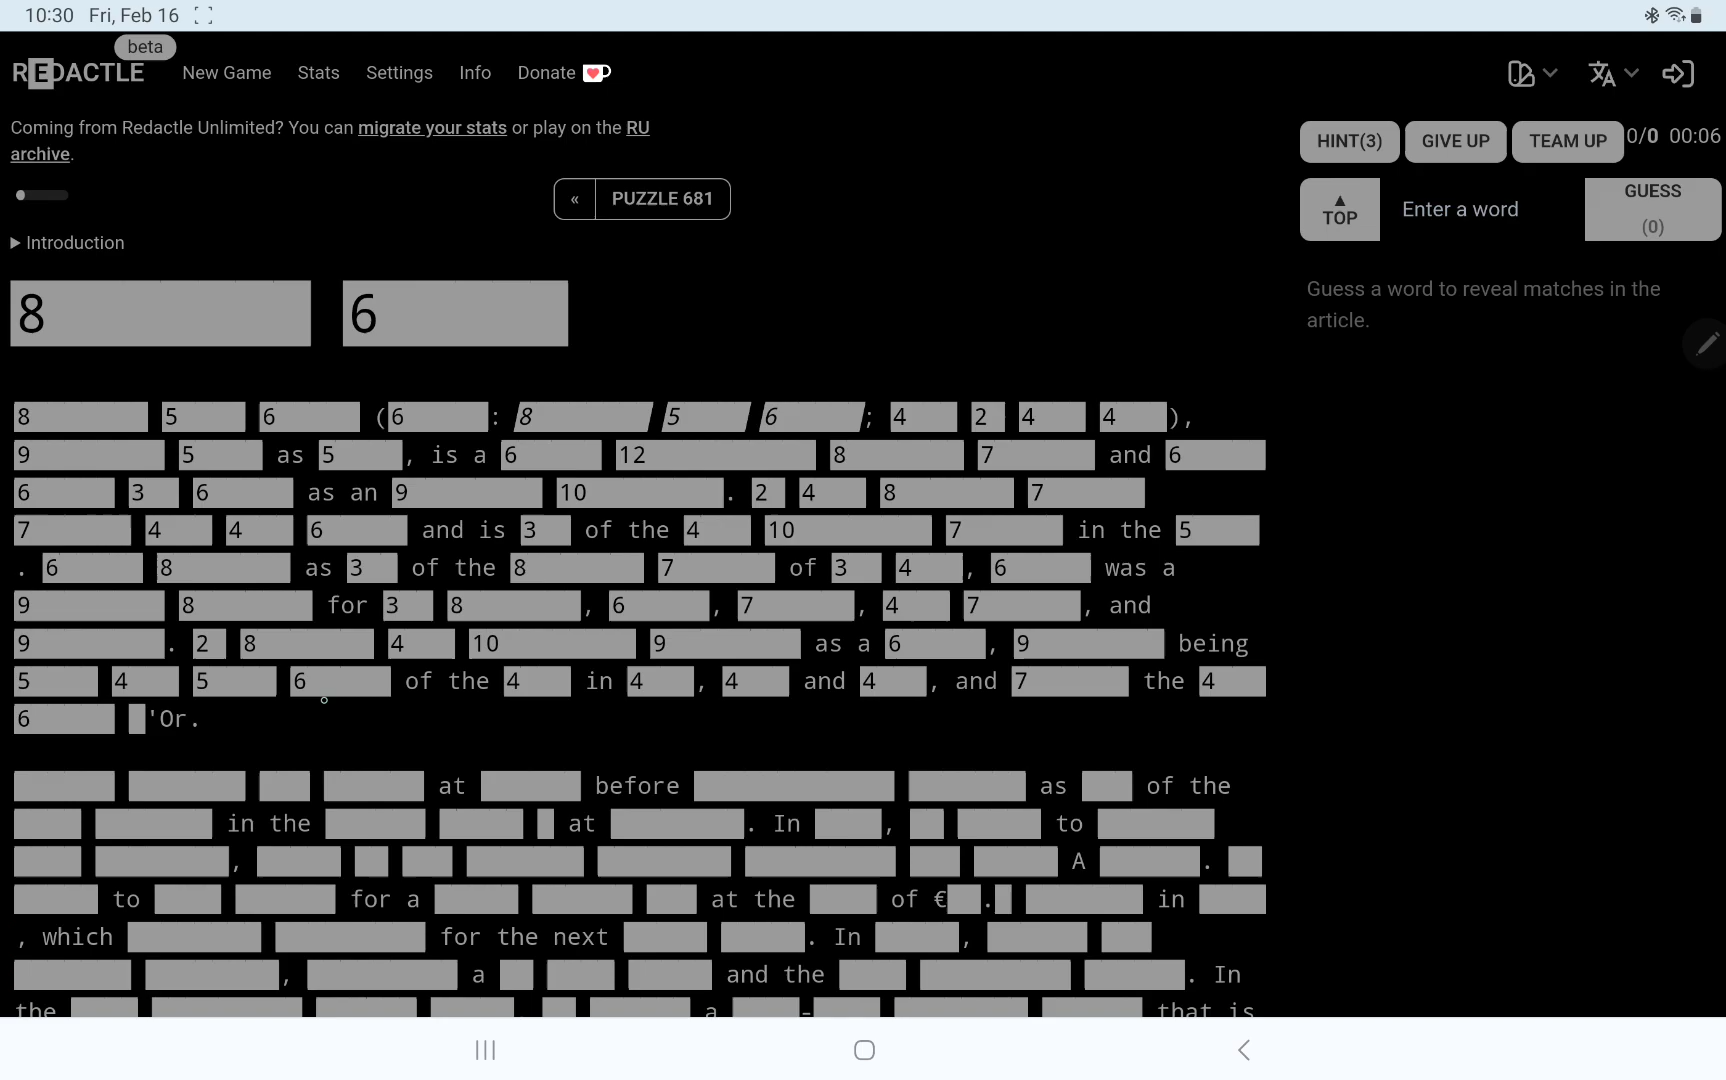 10:30 Fri, Feb 16
beta
REDACTLE New Game Stats Settings Info Donate
Coming from Redactle Unlimited? You can migrate your stats or play on the RU
archive.
HINT(3) GIVE UP TEAM UP 0/0 00:06
« PUZZLE 681
▲
TOP
Enter a word
GUESS
(0)
▶ Introduction
Guess a word to reveal matches in the
article.
8 6
8 5 6 (6: 8 5 6; 4 2 4 4),
9 5 as 5, is a 6 12 8 7 and 6
6 3 6 as an 9 10. 2 4 8 7
7 4 4 6 and is 3 of the 4 10 7 in the 5
. 6 8 as 3 of the 8 7 of 3 4, 6 was a
9 8 for 3 8, 6, 7, 4 7, and
9. 2 8 4 10 9 as a 6, 9 being
5 4 5 6 of the 4 in 4, 4 and 4, and 7 the 4
6 'Or.
at before as of the
in the at . In , to
, A .
to for a at the of € . in
, which for the next . In ,
, a and the . In
the , a - that is